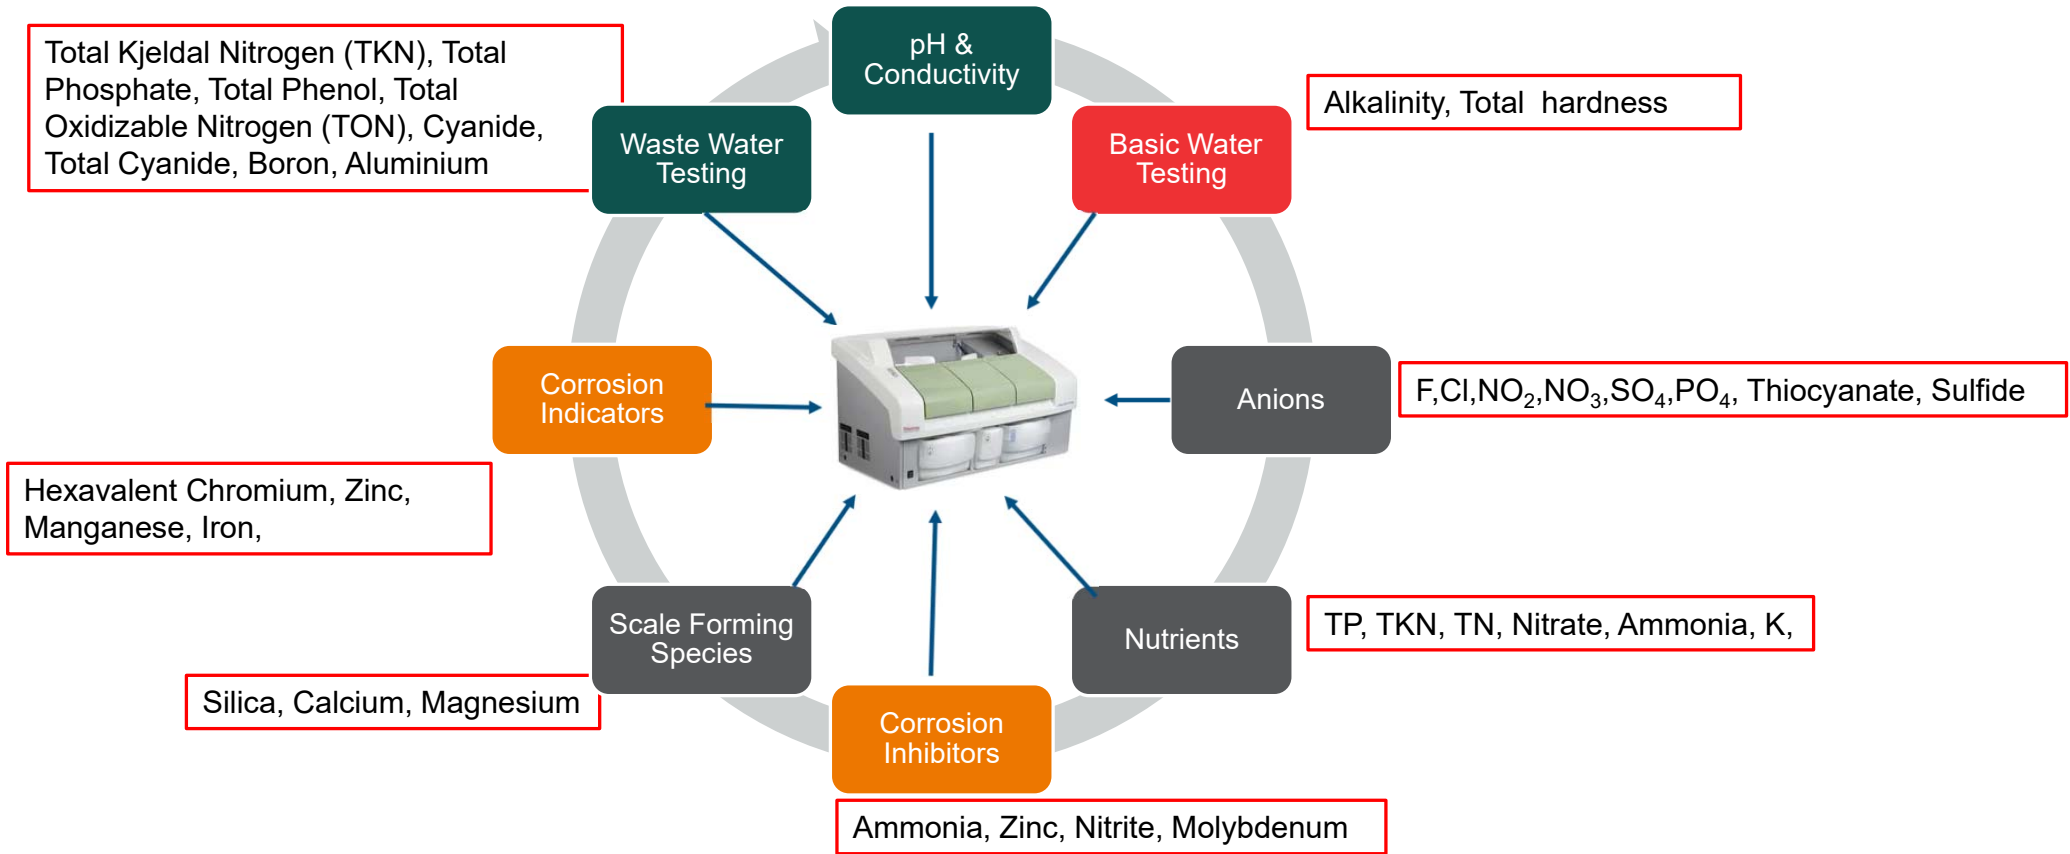 pH &
Conductivity
Total Kjeldal Nitrogen (TKN), Total
Phosphate, Total Phenol, Total
Oxidizable Nitrogen (TON), Cyanide,
Total Cyanide, Boron, Aluminium
Waste Water
Testing
Basic Water
Testing
Alkalinity, Total  hardness
Corrosion
Indicators
Anions
F,Cl,NO₂,NO₃,SO₄,PO₄, Thiocyanate, Sulfide
Hexavalent Chromium, Zinc,
Manganese, Iron,
Scale Forming
Species
Nutrients
TP, TKN, TN, Nitrate, Ammonia, K,
Silica, Calcium, Magnesium
Corrosion
Inhibitors
Ammonia, Zinc, Nitrite, Molybdenum